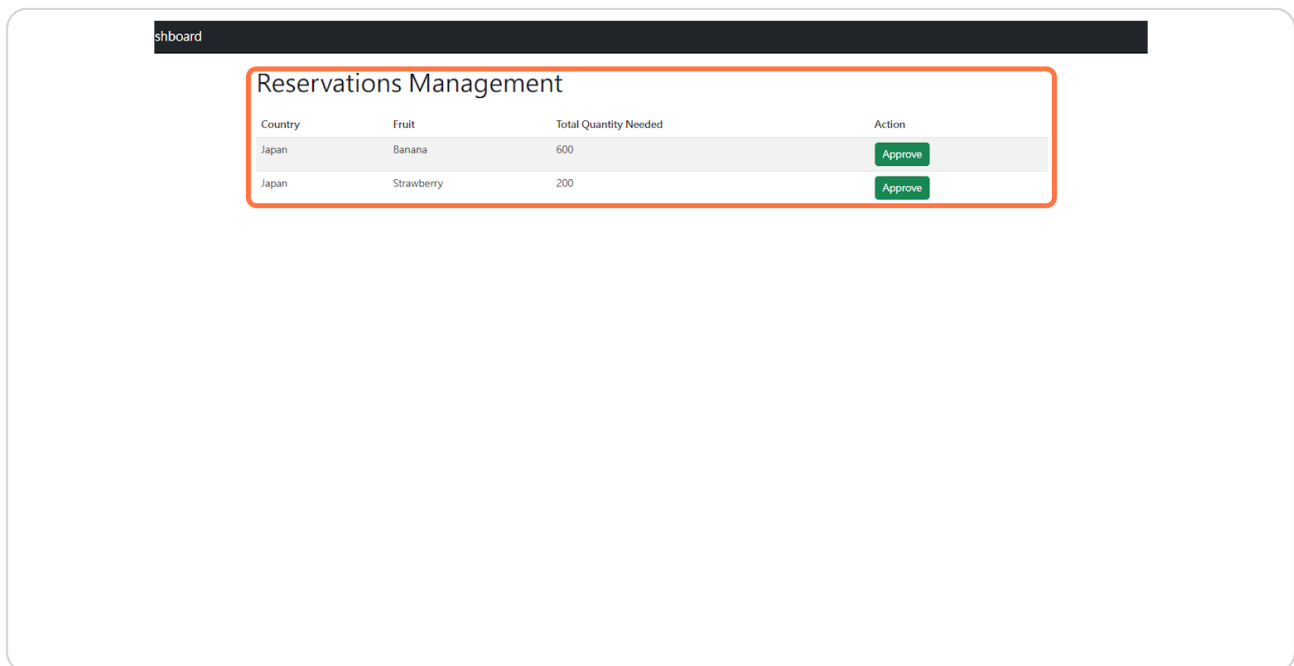 shboard
Reservations Management
Country Fruit Total Quantity Needed Action
Japan Banana 600 Approve
Japan Strawberry 200 Approve